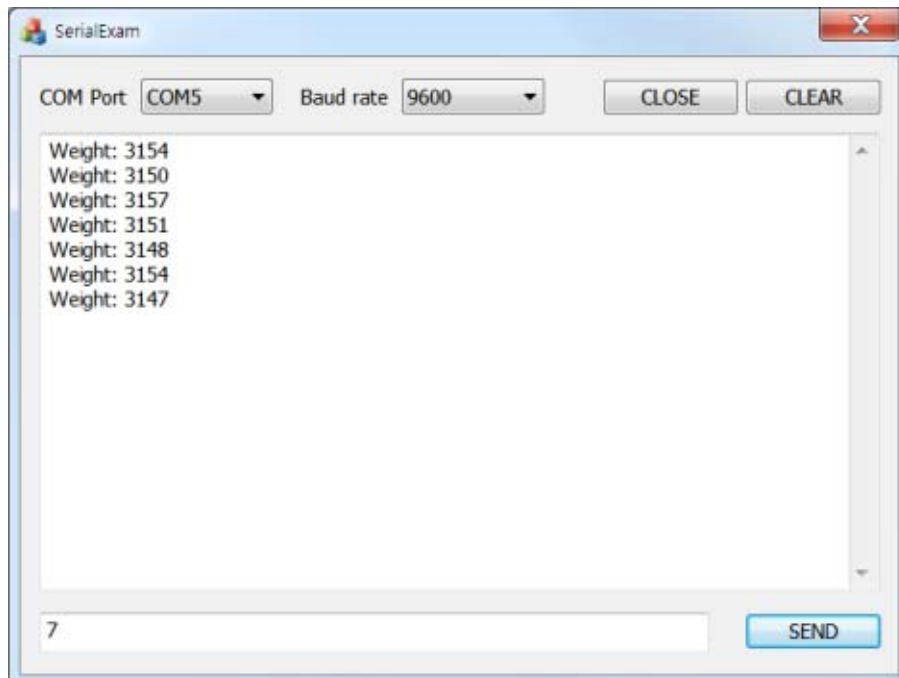 SerialExam
COM Port COM5 Baud rate 9600 CLOSE CLEAR
Weight: 3154
Weight: 3150
Weight: 3157
Weight: 3151
Weight: 3148
Weight: 3154
Weight: 3147
7 SEND